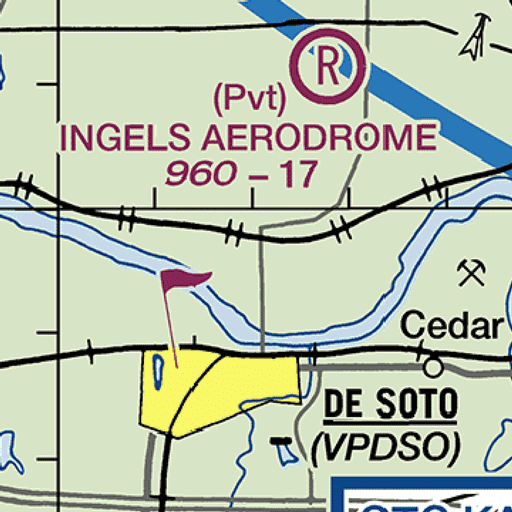 R
(Pvt)
INGELS AERODROME
960 – 17
Cedar
DE SOTO
(VPDSO)